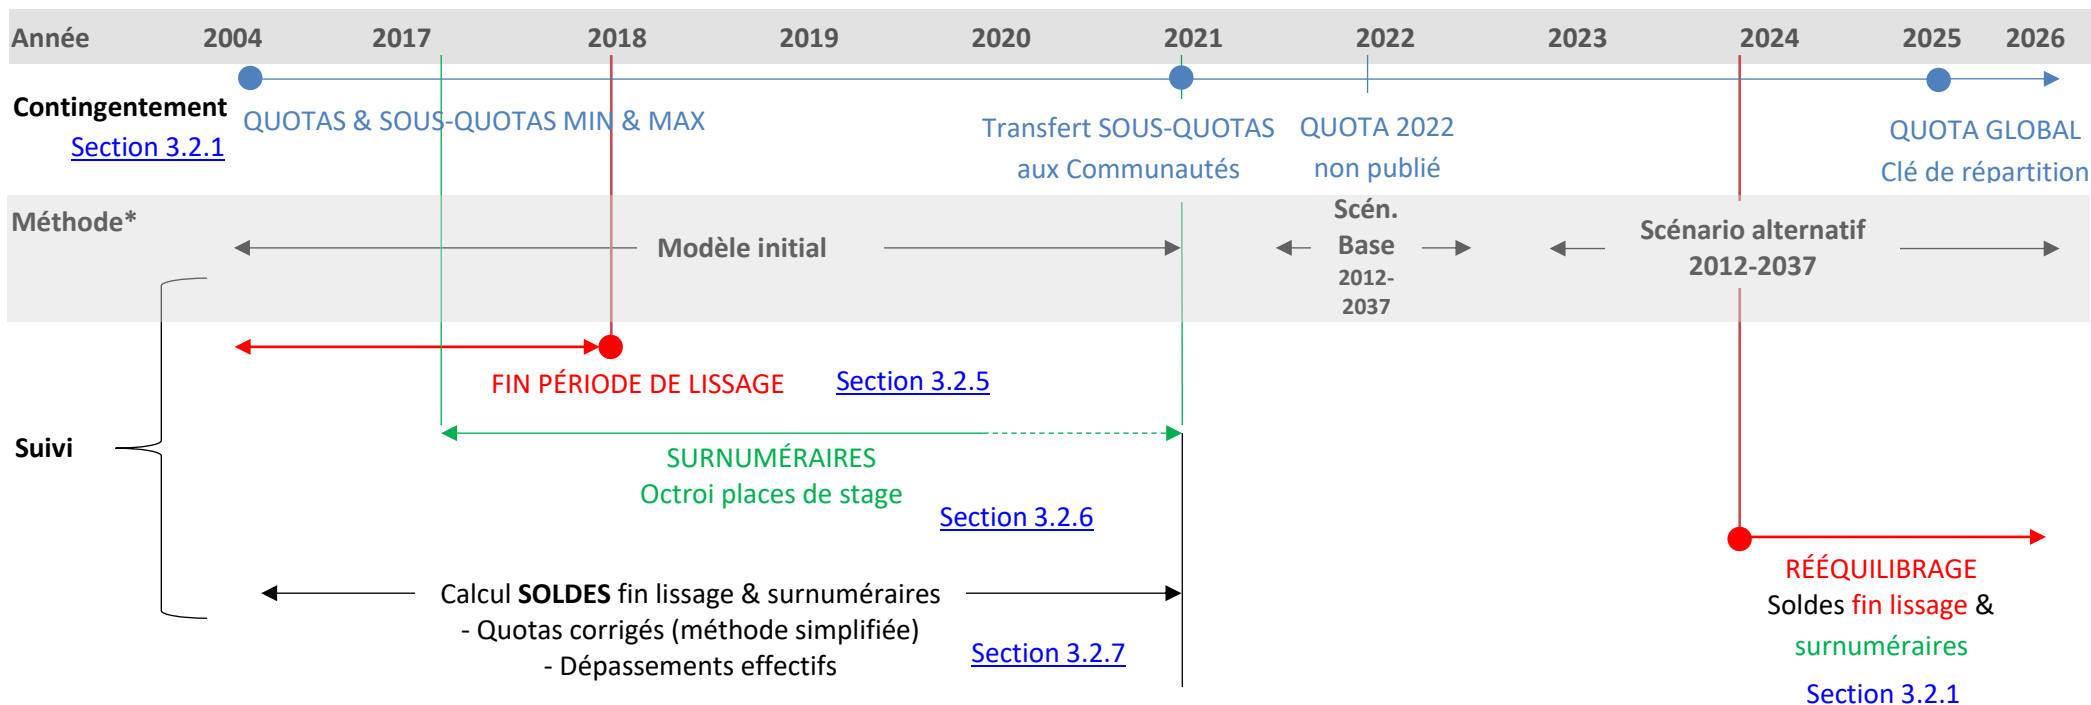 Année 2004 2017 2018 2019 2020 2021 2022 2023 2024 2025 2026
Contingentement
Section 3.2.1
QUOTAS & SOUS-QUOTAS MIN & MAX
Transfert SOUS-QUOTAS
aux Communautés
QUOTA 2022
non publié
QUOTA GLOBAL
Clé de répartition
Méthode*
Modèle initial
Scén.
Base
2012-
2037
Scénario alternatif
2012-2037
Suivi
FIN PÉRIODE DE LISSAGE
Section 3.2.5
SURNUMÉRAIRES
Octroi places de stage
Section 3.2.6
Calcul SOLDES fin lissage & surnuméraires
- Quotas corrigés (méthode simplifiée)
- Dépassements effectifs
Section 3.2.7
RÉÉQUILIBRAGE
Soldes fin lissage &
surnuméraires
Section 3.2.1